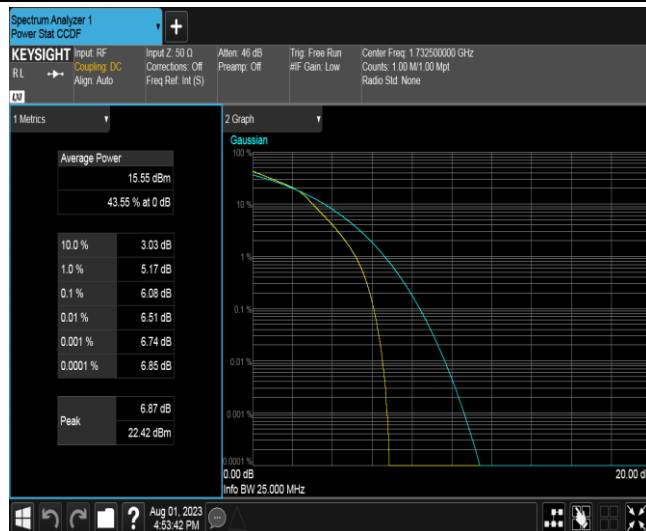 Spectrum Analyzer 1
Power Stat CCDF
+
KEYSIGHT
RL
LXI
Input: RF
Coupling: DC
Align: Auto
Input Z: 50 Ω
Corrections: Off
Freq Ref: Int (S)
Atten: 46 dB
Preamp: Off
Trig: Free Run
#IF Gain: Low
Center Freq: 1.732500000 GHz
Counts: 1.00 M/1.00 Mpt
Radio Std: None
1 Metrics
Average Power
15.55 dBm
43.55 % at 0 dB
10.0 % 3.03 dB
1.0 % 5.17 dB
0.1 % 6.08 dB
0.01 % 6.51 dB
0.001 % 6.74 dB
0.0001 % 6.85 dB
Peak
6.87 dB
22.42 dBm
2 Graph
Gaussian
100 %
10 %
1 %
0.1 %
0.01 %
0.001 %
0.0001 %
0.00 dB
20.00 d
Info BW 25.000 MHz
?
Aug 01, 2023
4:53:42 PM